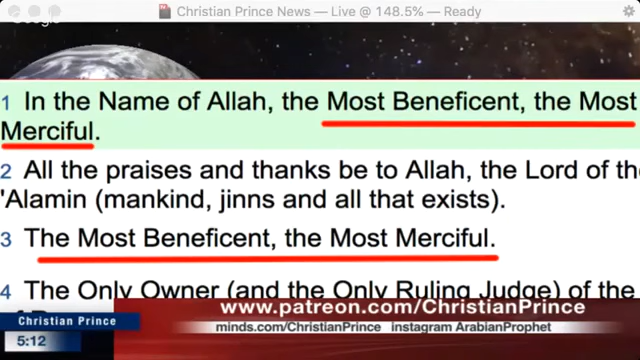 Christian Prince News — Live @ 148.5% — Ready
Google
1 In the Name of Allah, the Most Beneficent, the Most
Merciful.
2 All the praises and thanks be to Allah, the Lord of the
'Alamin (mankind, jinns and all that exists).
3 The Most Beneficent, the Most Merciful.
4 The Only Owner (and the Only Ruling Judge) of the
www.patreon.com/ChristianPrince
Christian Prince
minds.com/ChristianPrince instagram ArabianProphet
5:12